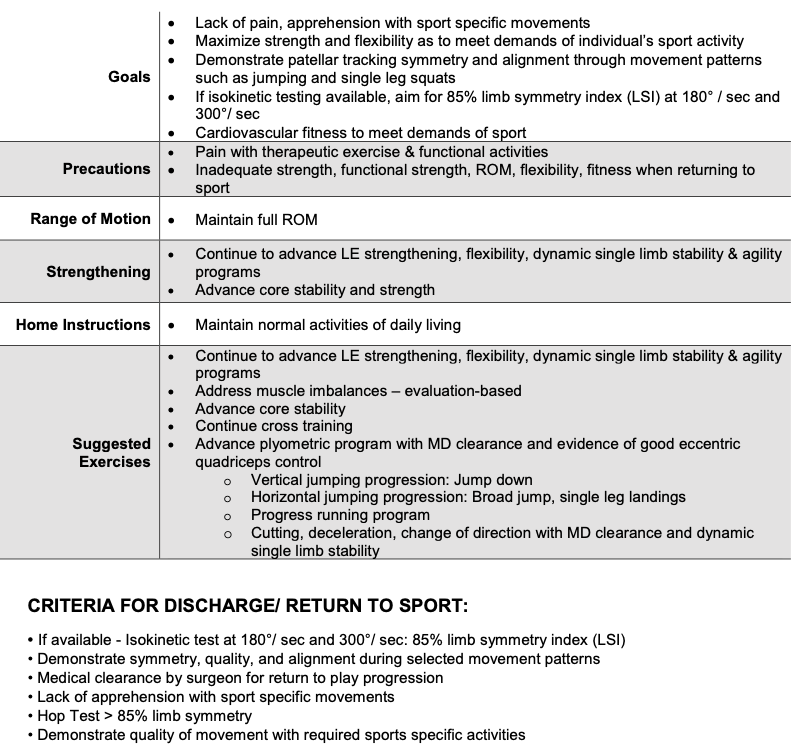 Goals
• Lack of pain, apprehension with sport specific movements
• Maximize strength and flexibility as to meet demands of individual's sport activity
• Demonstrate patellar tracking symmetry and alignment through movement patterns
such as jumping and single leg squats
• If isokinetic testing available, aim for 85% limb symmetry index (LSI) at 180° / sec and
300°/ sec
• Cardiovascular fitness to meet demands of sport
Precautions
• Pain with therapeutic exercise & functional activities
• Inadequate strength, functional strength, ROM, flexibility, fitness when returning to
sport
Range of Motion
• Maintain full ROM
Strengthening
• Continue to advance LE strengthening, flexibility, dynamic single limb stability & agility
programs
• Advance core stability and strength
Home Instructions
• Maintain normal activities of daily living
Suggested
Exercises
• Continue to advance LE strengthening, flexibility, dynamic single limb stability & agility
programs
• Address muscle imbalances – evaluation-based
• Advance core stability
• Continue cross training
• Advance plyometric program with MD clearance and evidence of good eccentric
quadriceps control
o Vertical jumping progression: Jump down
o Horizontal jumping progression: Broad jump, single leg landings
o Progress running program
o Cutting, deceleration, change of direction with MD clearance and dynamic
single limb stability
CRITERIA FOR DISCHARGE/ RETURN TO SPORT:
• If available - Isokinetic test at 180°/ sec and 300°/ sec: 85% limb symmetry index (LSI)
• Demonstrate symmetry, quality, and alignment during selected movement patterns
• Medical clearance by surgeon for return to play progression
• Lack of apprehension with sport specific movements
• Hop Test > 85% limb symmetry
• Demonstrate quality of movement with required sports specific activities